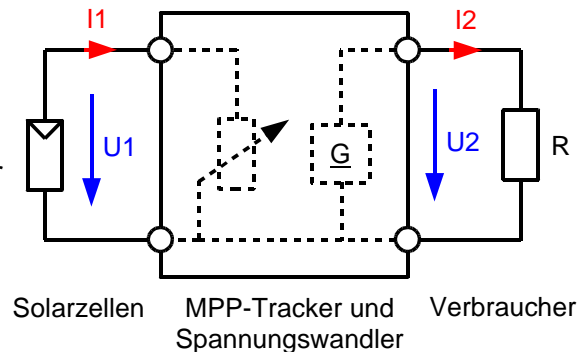 I1
I2
U1
G
U2
R
Solarzellen
MPP-Tracker und
Spannungswandler
Verbraucher